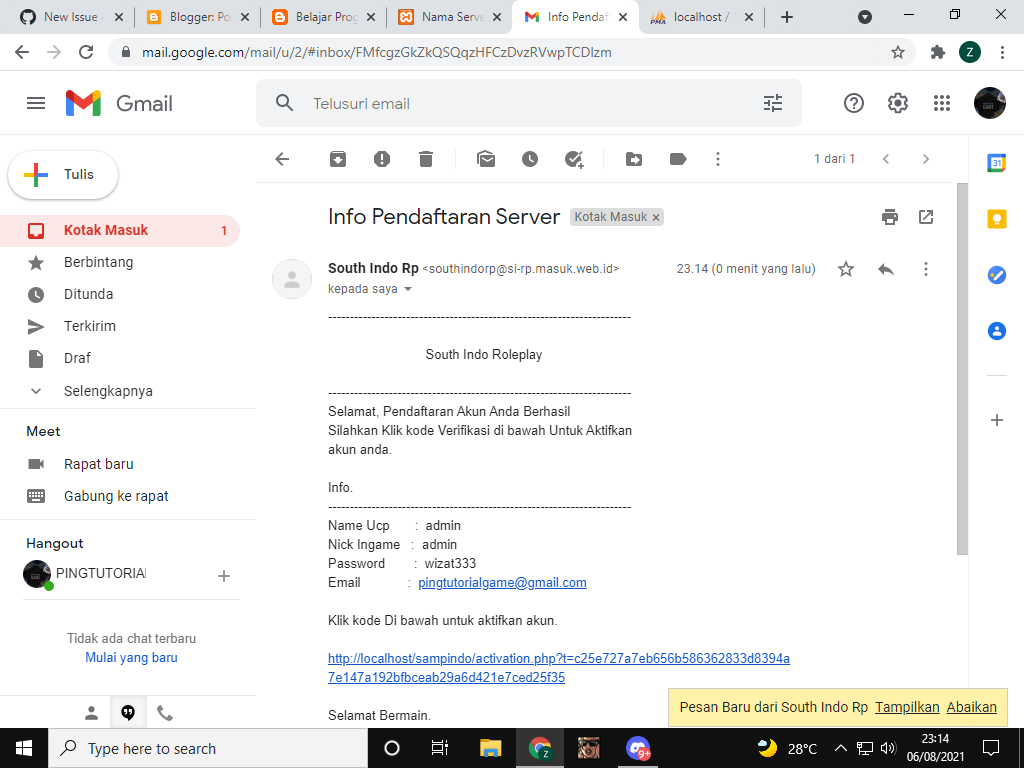 New Issue
Blogger: Po
Belajar Prog
Nama Serve
Info Pendaf
localhost /
mail.google.com/mail/u/2/#inbox/FMfcgzGkZkQSQqzHFCzDvzRVwpTCDlzm
Z
Gmail
Telusuri email
Tulis
1 dari 1
31
Kotak Masuk 1
Berbintang
Ditunda
Terkirim
Draf
Selengkapnya
Meet
Rapat baru
Gabung ke rapat
Hangout
PINGTUTORIA
Tidak ada chat terbaru
Mulai yang baru
Info Pendaftaran Server Kotak Masuk ×
South Indo Rp <southindorp@si-rp.masuk.web.id> 23.14 (0 menit yang lalu)
kepada saya
----------------------------------------------------------------------
South Indo Roleplay
----------------------------------------------------------------------
Selamat, Pendaftaran Akun Anda Berhasil
Silahkan Klik kode Verifikasi di bawah Untuk Aktifkan
akun anda.
Info.
----------------------------------------------------------------------
Name Ucp : admin
Nick Ingame : admin
Password : wizat333
Email : pingtutorialgame@gmail.com
Klik kode Di bawah untuk aktifkan akun.
http://localhost/sampindo/activation.php?t=c25e727a7eb656b586362833d8394a
7e147a192bfbceab29a6d421e7ced25f35
Selamat Bermain.
Pesan Baru dari South Indo Rp Tampilkan Abaikan
Type here to search
Z
9+
28°C
23:14
06/08/2021